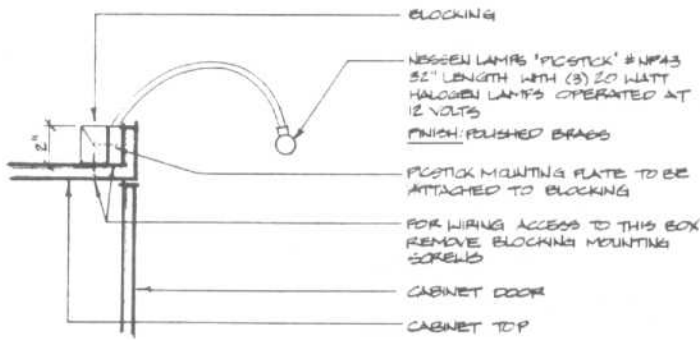 BLOCKING
NESSEN LAMPS 'PICSTICK' # NP43
32" LENGTH WITH (3) 20 WATT
HALOGEN LAMPS OPERATED AT
12 VOLTS
FINISH: POLISHED BRASS
2"
PICSTICK MOUNTING PLATE TO BE
ATTACHED TO BLOCKING
FOR WIRING ACCESS TO THIS BOX
REMOVE BLOCKING MOUNTING
SCREWS
CABINET DOOR
CABINET TOP